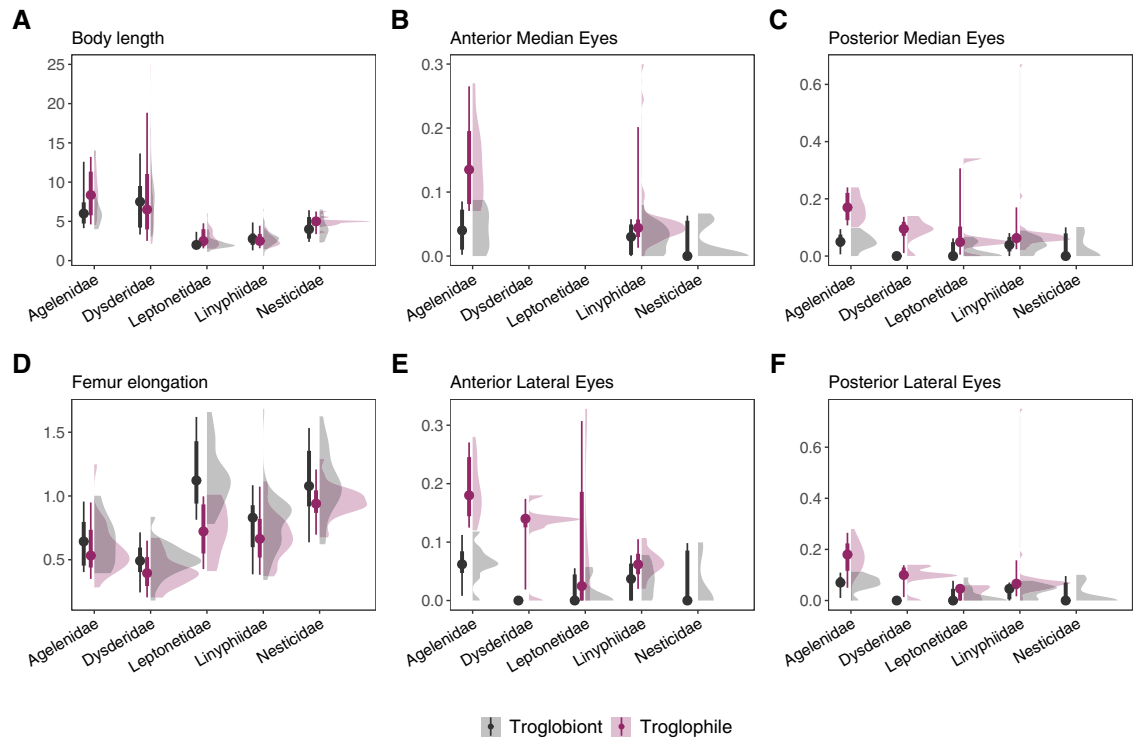 A
Body length
25
20
15
10
5
0
Agelenidae
Dysderidae
Leptonetidae
Linyphiidae
Nesticidae
B
Anterior Median Eyes
0.3
0.2
0.1
0.0
Agelenidae
Dysderidae
Leptonetidae
Linyphiidae
Nesticidae
C
Posterior Median Eyes
0.6
0.4
0.2
0.0
Agelenidae
Dysderidae
Leptonetidae
Linyphiidae
Nesticidae
D
Femur elongation
1.5
1.0
0.5
Agelenidae
Dysderidae
Leptonetidae
Linyphiidae
Nesticidae
E
Anterior Lateral Eyes
0.3
0.2
0.1
0.0
Agelenidae
Dysderidae
Leptonetidae
Linyphiidae
Nesticidae
F
Posterior Lateral Eyes
0.6
0.4
0.2
0.0
Agelenidae
Dysderidae
Leptonetidae
Linyphiidae
Nesticidae
Troglobiont Troglophile